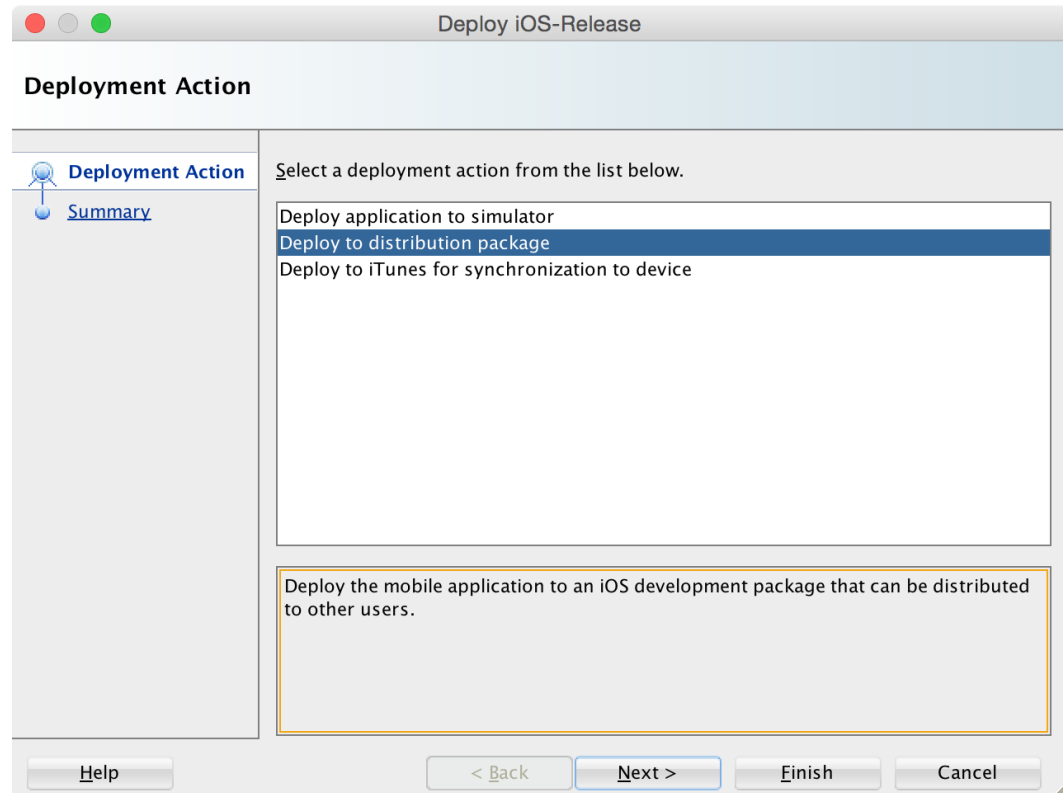 Deploy iOS-Release
Deployment Action
Deployment Action
Summary
Select a deployment action from the list below.
Deploy application to simulator
Deploy to distribution package
Deploy to iTunes for synchronization to device
Deploy the mobile application to an iOS development package that can be distributed
to other users.
Help
< Back
Next >
Finish
Cancel